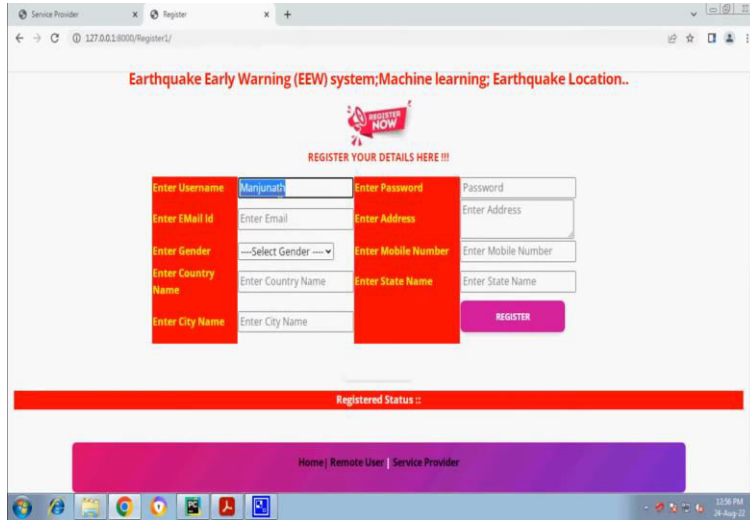 Service Provider
Register
127.0.0.1:8000/Register1/
Earthquake Early Warning (EEW) system;Machine learning; Earthquake Location..
REGISTER
NOW
REGISTER YOUR DETAILS HERE !!!
Enter Username Manjunath Enter Password Password
Enter EMail Id Enter Email Enter Address Enter Address
Enter Gender ----Select Gender ---- Enter Mobile Number Enter Mobile Number
Enter Country
Name Enter Country Name Enter State Name Enter State Name
Enter City Name Enter City Name REGISTER
Registered Status ::
Home| Remote User | Service Provider
12:56 PM
24-Aug-22